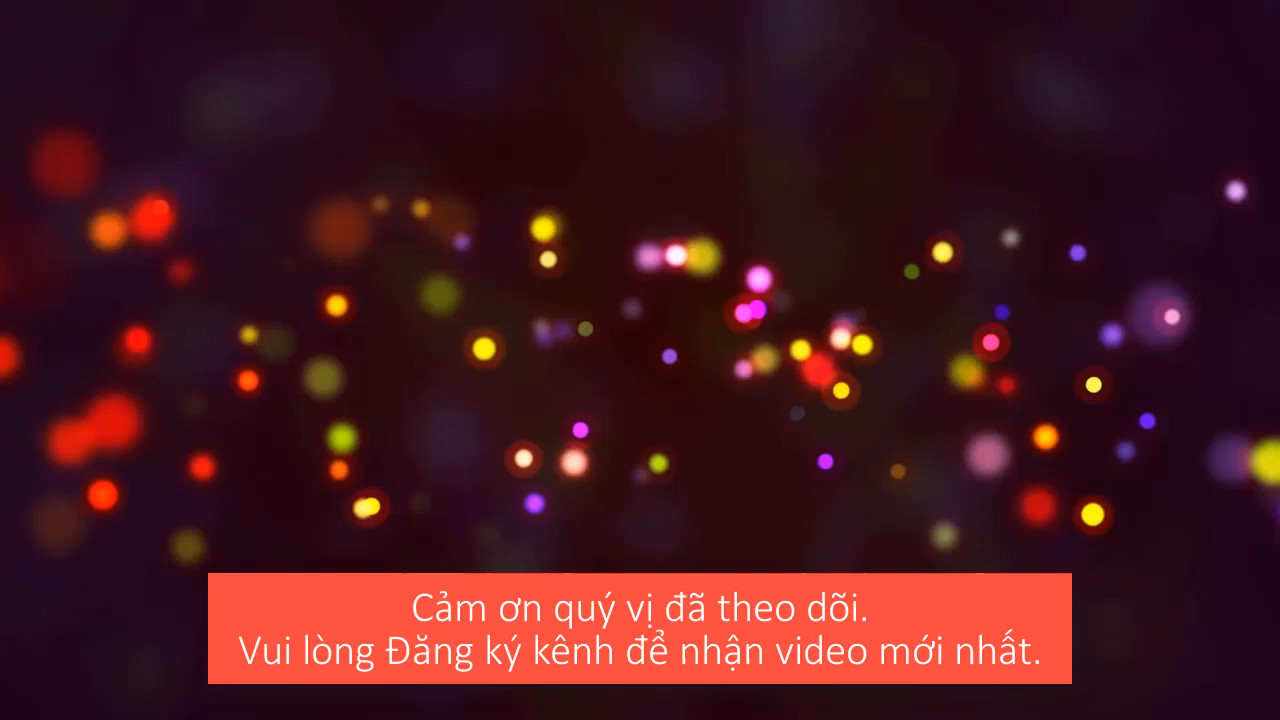 Cảm ơn quý vị đã theo dõi.
Vui lòng Đăng ký kênh để nhận video mới nhất.